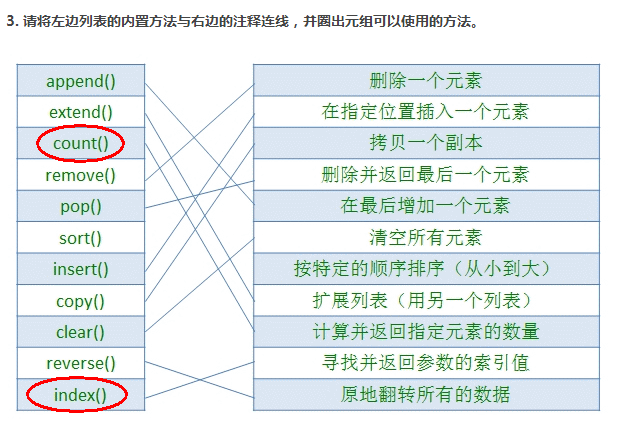 3. 请将左边列表的内置方法与右边的注释连线，并圈出元组可以使用的方法。
append() 删除一个元素
extend() 在指定位置插入一个元素
count() 拷贝一个副本
remove() 删除并返回最后一个元素
pop() 在最后增加一个元素
sort() 清空所有元素
insert() 按特定的顺序排序（从小到大）
copy() 扩展列表（用另一个列表）
clear() 计算并返回指定元素的数量
reverse() 寻找并返回参数的索引值
index() 原地翻转所有的数据